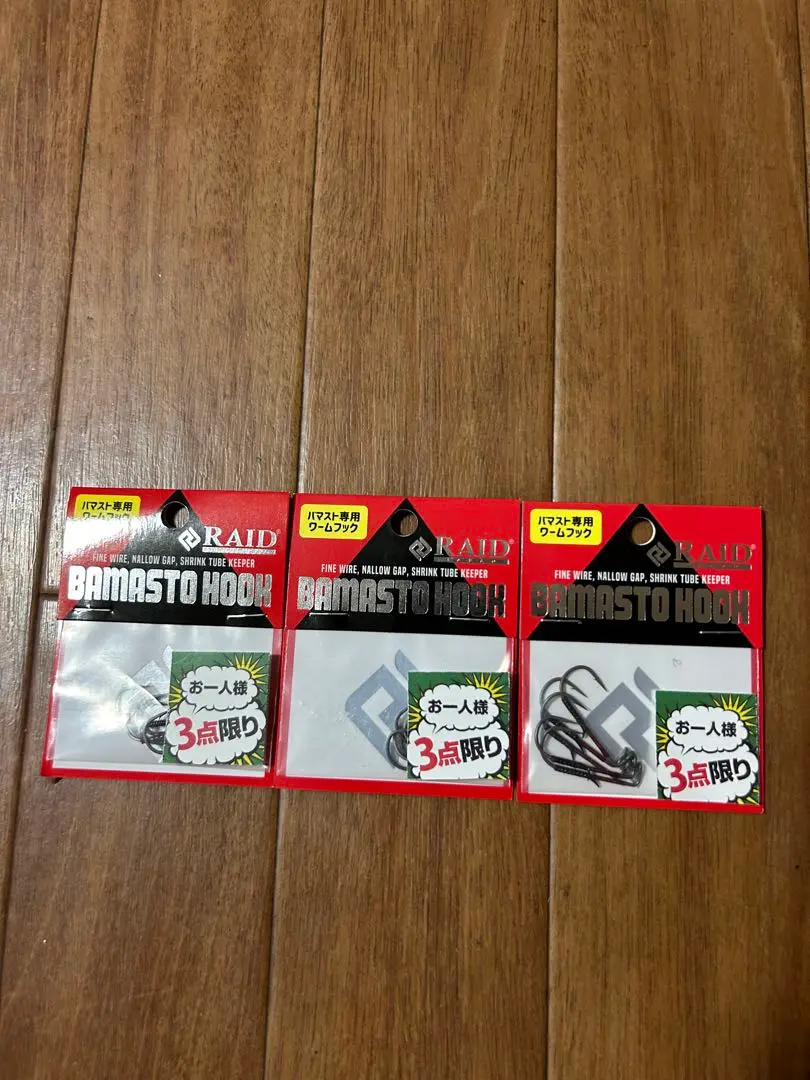 ハマスト専用
ワームフック
RAID
FINE WIRE, NALLOW GAP, SHRINK TUBE KEEPER
BAMASTO HOOK
お一人様
3点限り
ハマスト専用
ワームフック
RAID
FINE WIRE, NALLOW GAP, SHRINK TUBE KEEPER
BAMASTO HOOK
お一人様
3点限り
ハマスト専用
ワームフック
RAID
FINE WIRE, NALLOW GAP, SHRINK TUBE KEEPER
BAMASTO HOOK
お一人様
3点限り